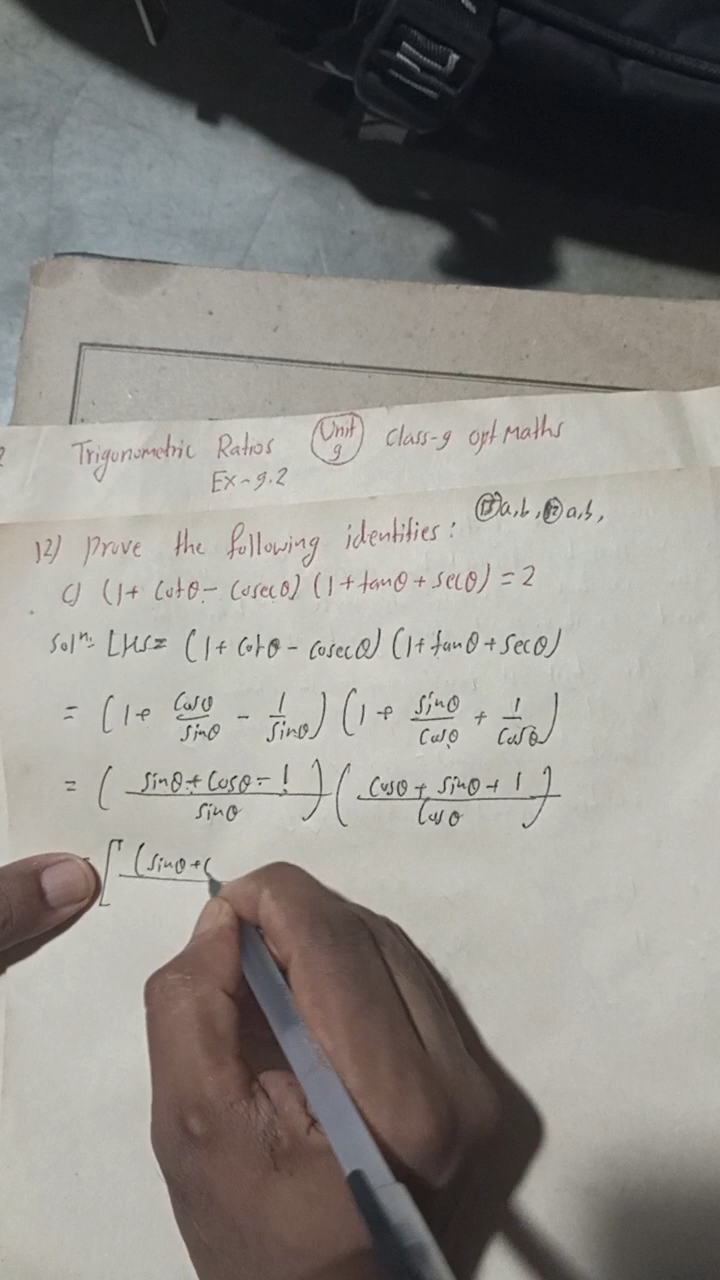 Trigonometric Ratios Unit 9 Class-9 opt Maths
Ex-9.2
12) Prove the following identities: a,b, a,b,
c) (1+ cotθ - cosecθ) (1+tanθ+secθ) = 2
Solⁿ: LHS= (1+cotθ - cosecθ) (1+tanθ+secθ)
= (1+ cosθ/sinθ - 1/sinθ) (1+ sinθ/cosθ + 1/cosθ)
= (sinθ+cosθ-1/sinθ) (cosθ+sinθ+1/cosθ)
= [ (sinθ+(